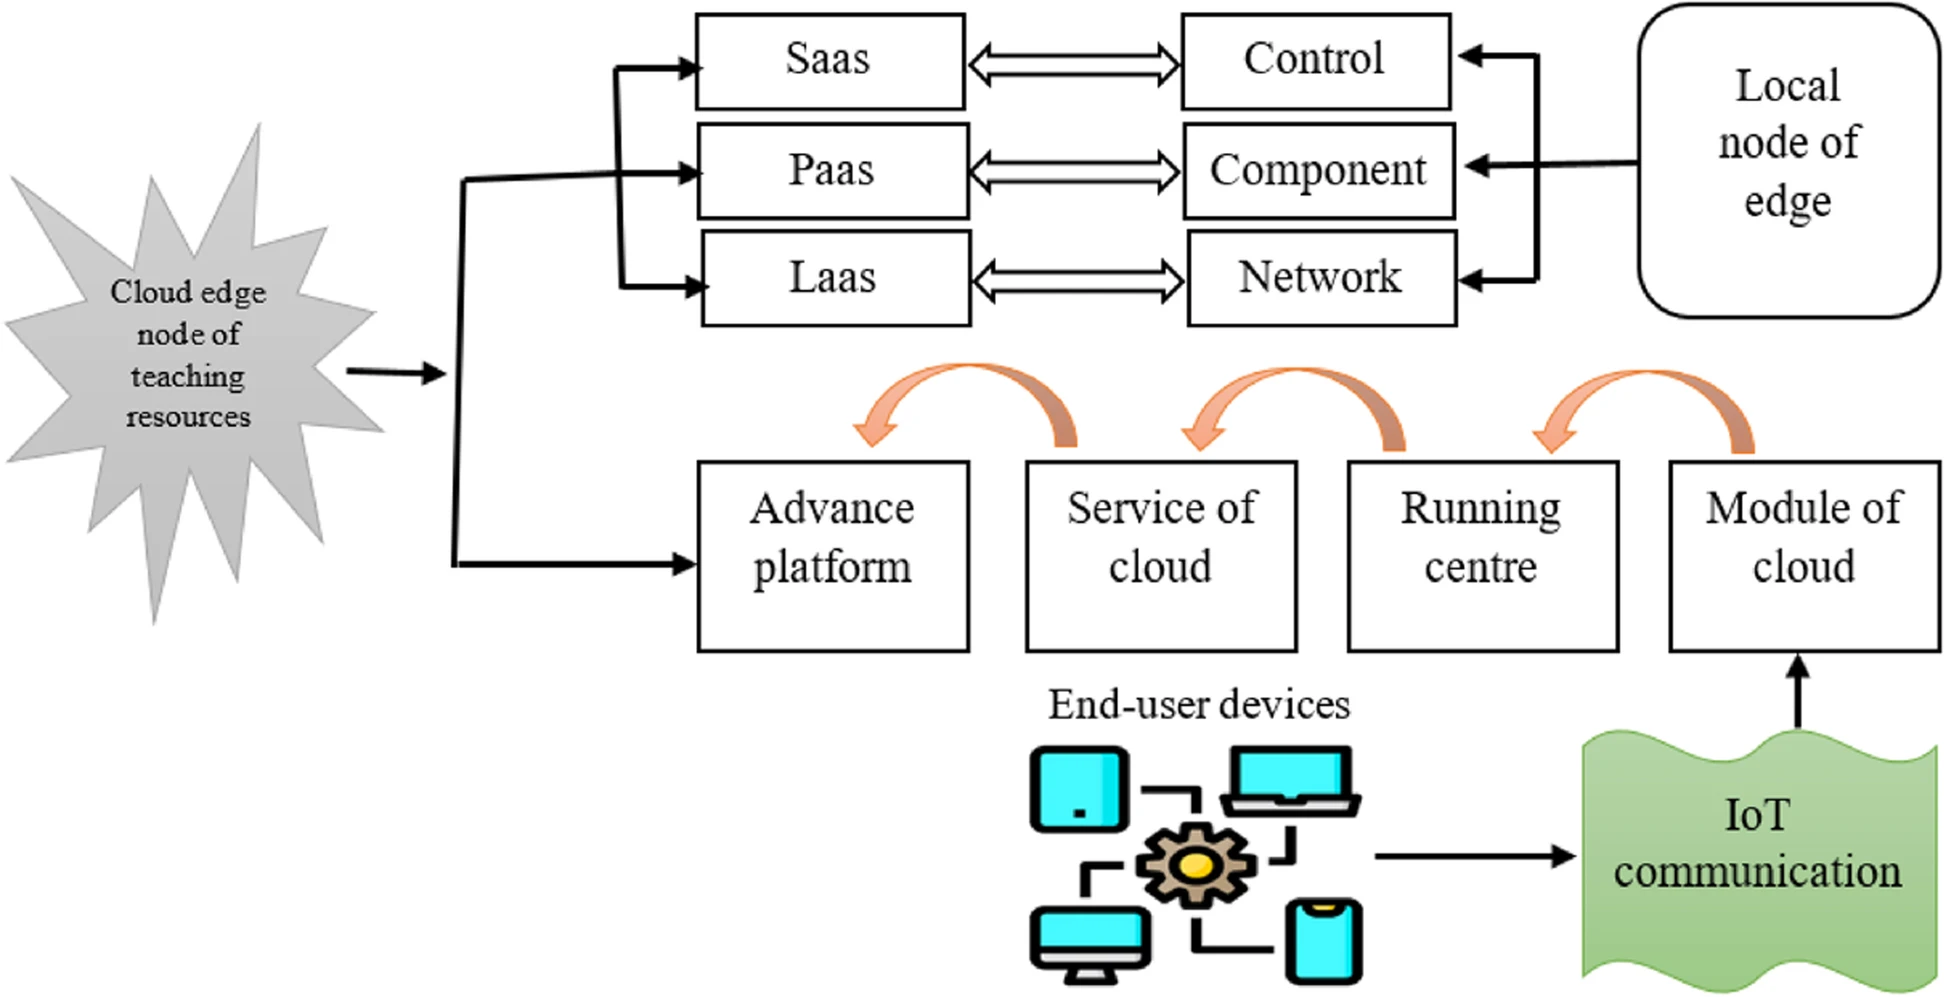 Saas
Control
Local
node of
edge
Paas
Component
Laas
Network
Cloud edge
node of
teaching
resources
Advance
platform
Service of
cloud
Running
centre
Module of
cloud
End-user devices
IoT
communication